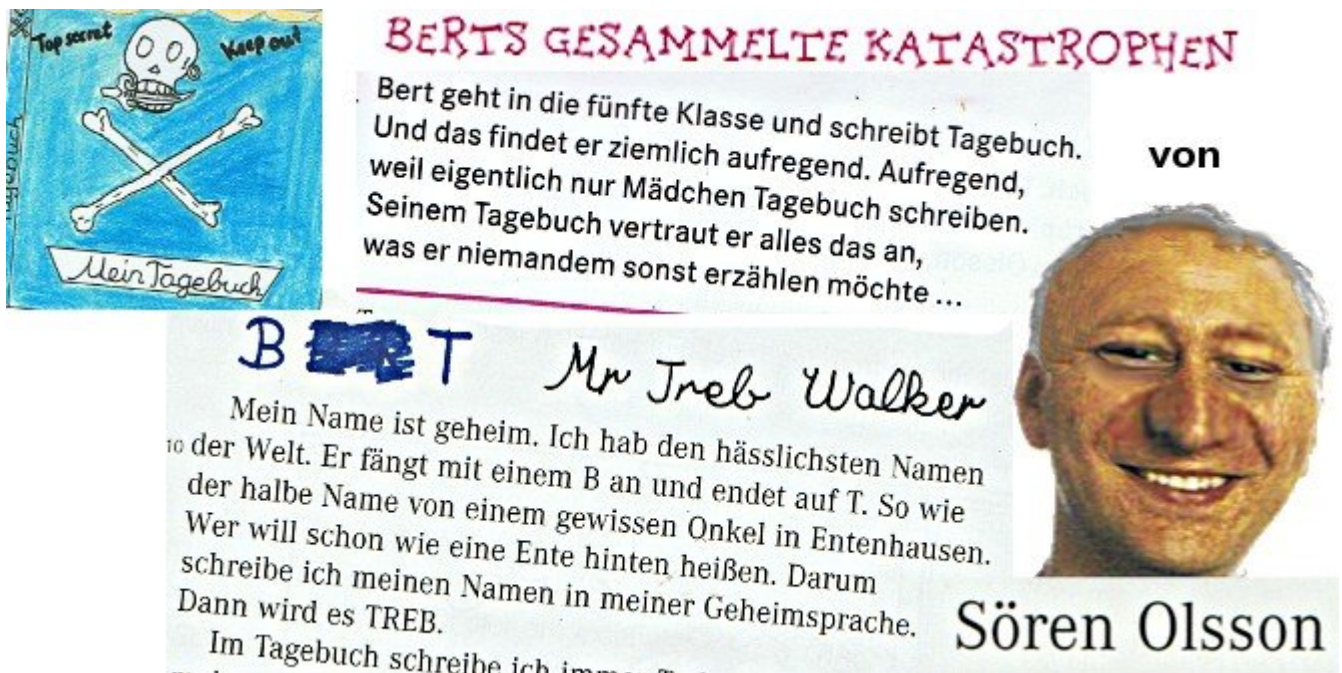 Top secret
Keep out
Mein Tagebuch
BERTS GESAMMELTE KATASTROPHEN
Bert geht in die fünfte Klasse und schreibt Tagebuch.
Und das findet er ziemlich aufregend. Aufregend,
weil eigentlich nur Mädchen Tagebuch schreiben.
Seinem Tagebuch vertraut er alles das an,
was er niemandem sonst erzählen möchte ...
von
B T Mr Treb Walker
Mein Name ist geheim. Ich hab den hässlichsten Namen
10 der Welt. Er fängt mit einem B an und endet auf T. So wie
der halbe Name von einem gewissen Onkel in Entenhausen.
Wer will schon wie eine Ente hinten heißen. Darum
schreibe ich meinen Namen in meiner Geheimsprache.
Dann wird es TREB.
Im Tagebuch schreibe ich
Sören Olsson